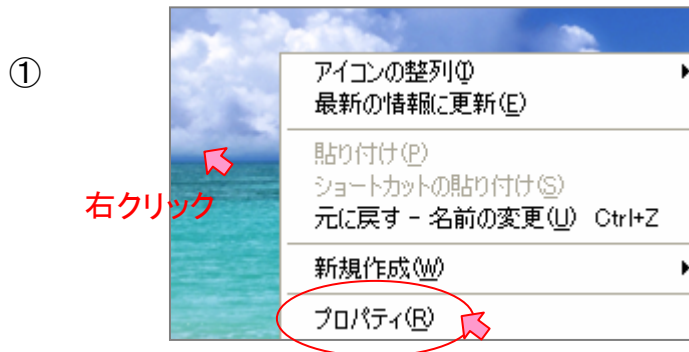 ①
アイコンの整列(I)
最新の情報に更新(E)
貼り付け(P)
ショートカットの貼り付け(S)
右クリック
元に戻す - 名前の変更(U) Ctrl+Z
新規作成(W)
プロパティ(R)